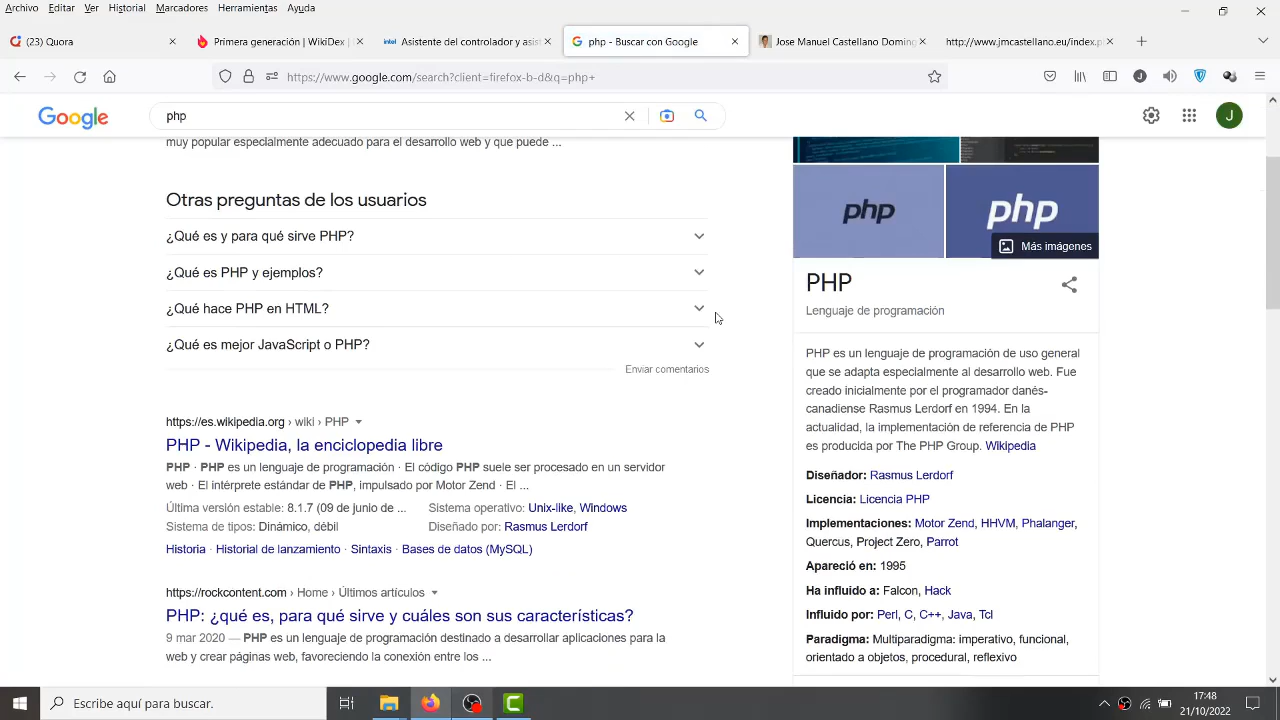 Archivo Editar Ver Historial Marcadores Herramientas Ayuda
(23) Quora
Primera generación | WikiDex
Asistente del controlador y asist
php - Buscar con Google
Jose Manuel Castellano Doming
http://www.jmcastellano.eu/index.p
https://www.google.com/search?client=firefox-b-d&q=php+
Google
php
J
muy popular especialmente adecuado para el desarrollo web y que puede ...
Otras preguntas de los usuarios
¿Qué es y para qué sirve PHP?
¿Qué es PHP y ejemplos?
¿Qué hace PHP en HTML?
¿Qué es mejor JavaScript o PHP?
Enviar comentarios
https://es.wikipedia.org › wiki › PHP
PHP - Wikipedia, la enciclopedia libre
PHP · PHP es un lenguaje de programación · El código PHP suele ser procesado en un servidor
web · El intérprete estándar de PHP, impulsado por Motor Zend · El ...
Última versión estable: 8.1.7 (09 de junio de ... Sistema operativo: Unix-like, Windows
Sistema de tipos: Dinámico, débil Diseñado por: Rasmus Lerdorf
Historia · Historial de lanzamiento · Sintaxis · Bases de datos (MySQL)
https://rockcontent.com › Home › Últimos artículos
PHP: ¿qué es, para qué sirve y cuáles son sus características?
9 mar 2020 — PHP es un lenguaje de programación destinado a desarrollar aplicaciones para la
web y crear páginas web, favoreciendo la conexión entre los ...
php
php
Más imágenes
PHP
Lenguaje de programación
PHP es un lenguaje de programación de uso general
que se adapta especialmente al desarrollo web. Fue
creado inicialmente por el programador danés-
canadiense Rasmus Lerdorf en 1994. En la
actualidad, la implementación de referencia de PHP
es producida por The PHP Group. Wikipedia
Diseñador: Rasmus Lerdorf
Licencia: Licencia PHP
Implementaciones: Motor Zend, HHVM, Phalanger,
Quercus, Project Zero, Parrot
Apareció en: 1995
Ha influido a: Falcon, Hack
Influido por: Perl, C, C++, Java, Tcl
Paradigma: Multiparadigma: imperativo, funcional,
orientado a objetos, procedural, reflexivo
Escribe aquí para buscar.
17:48
21/10/2022